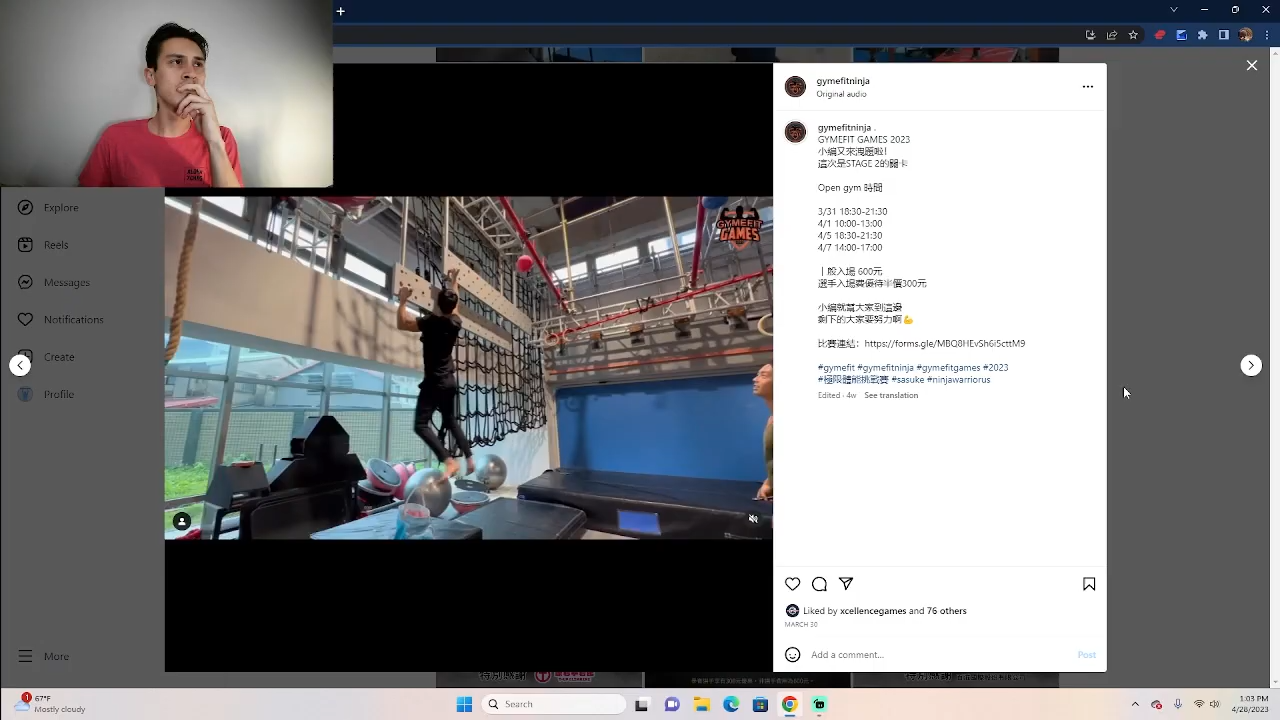 gymefitninja
Original audio
gymefitninja .
GYMEFIT GAMES 2023
小编又來洩題啦!
這次是STAGE 2的關卡
Open gym 時間
3/31 18:30-21:30
4/1 10:00-13:00
4/5 18:30-21:30
4/7 14:00-17:00
｜般入場 600元
選手入場費優待半價300元
小编就幫大家到這邊
剩下的大家要努力啊💪
比賽連結：https://forms.gle/MBQ8HEvSh6i5cttM9
#gymefit #gymefitninja #gymefitgames #2023
#極限體能挑戰賽 #sasuke #ninjawarriorus
Edited · 4w See translation
Liked by xcellencegames and 76 others
MARCH 30
Add a comment...
Post
GYMEFIT
GAMES
Explore
Reels
Messages
Notifications
Create
Profile
More
Mostly cloudy
Search
1:03 PM
4/28/2023